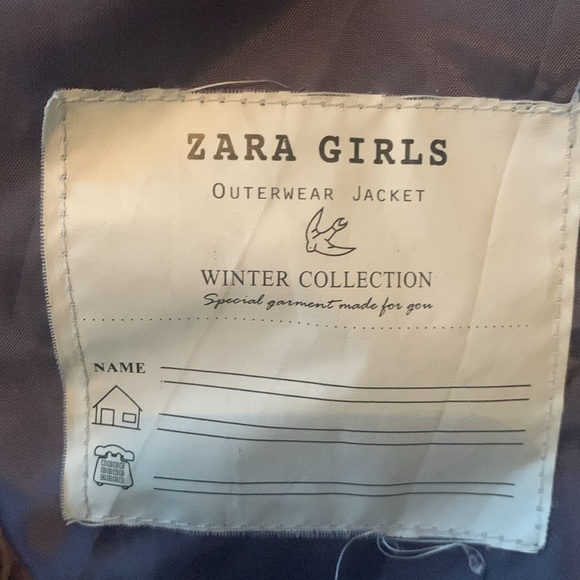 ZARA GIRLS
OUTERWEAR JACKET
WINTER COLLECTION
Special garment made for you
NAME